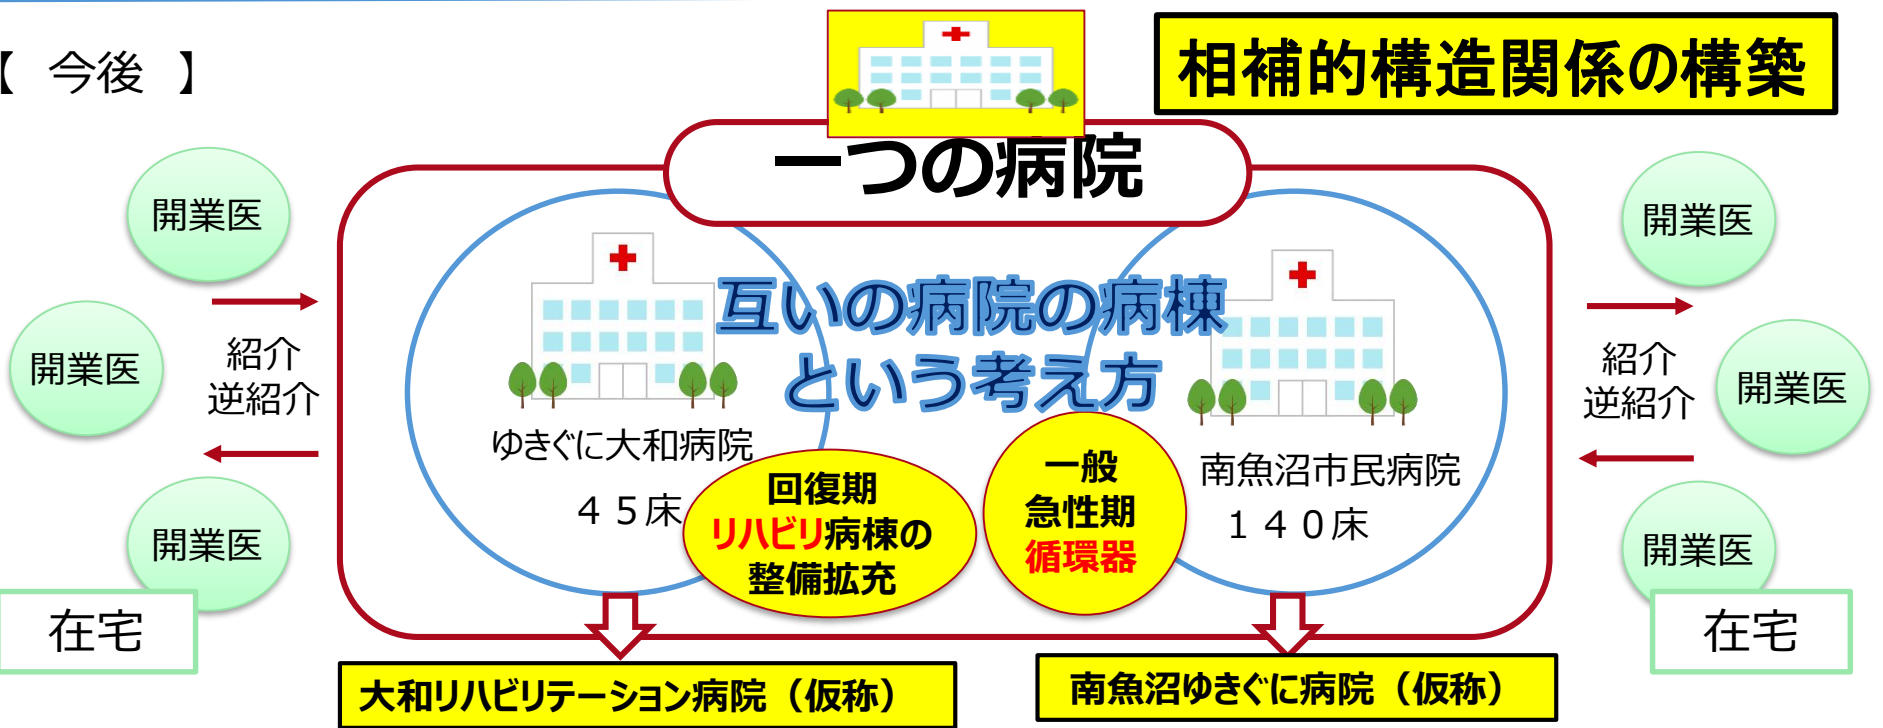 【 今後 】
相補的構造関係の構築
一つの病院
開業医
開業医
開業医
紹介
逆紹介
在宅
互いの病院の病棟
という考え方
ゆきぐに大和病院
４５床
回復期
リハビリ病棟の
整備拡充
一般
急性期
循環器
南魚沼市民病院
１４０床
開業医
開業医
開業医
紹介
逆紹介
在宅
大和リハビリテーション病院（仮称）
南魚沼ゆきぐに病院（仮称）